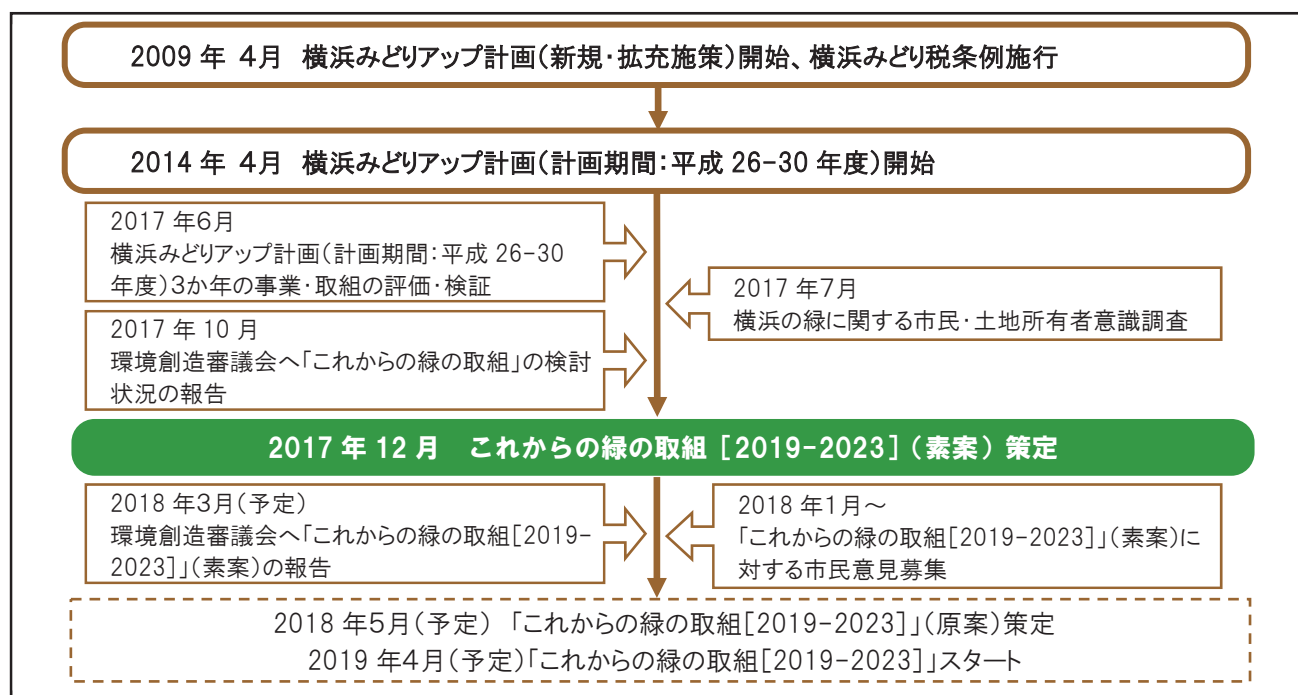 2009 年 4月 横浜みどりアップ計画(新規・拡充施策)開始、横浜みどり税条例施行
2014 年 4月 横浜みどりアップ計画(計画期間:平成 26-30 年度)開始
2017 年6月
横浜みどりアップ計画(計画期間:平成 26-30
年度)3か年の事業・取組の評価・検証
2017 年7月
横浜の緑に関する市民・土地所有者意識調査
2017 年 10 月
環境創造審議会へ「これからの緑の取組」の検討
状況の報告
2017 年 12 月 これからの緑の取組 [2019-2023](素案) 策定
2018 年3月(予定)
環境創造審議会へ「これからの緑の取組[2019-
2023]」(素案)の報告
2018 年1月~
「これからの緑の取組[2019-2023]」(素案)に
対する市民意見募集
2018 年5月(予定) 「これからの緑の取組[2019-2023]」(原案)策定
2019 年4月(予定)「これからの緑の取組[2019-2023]」スタート